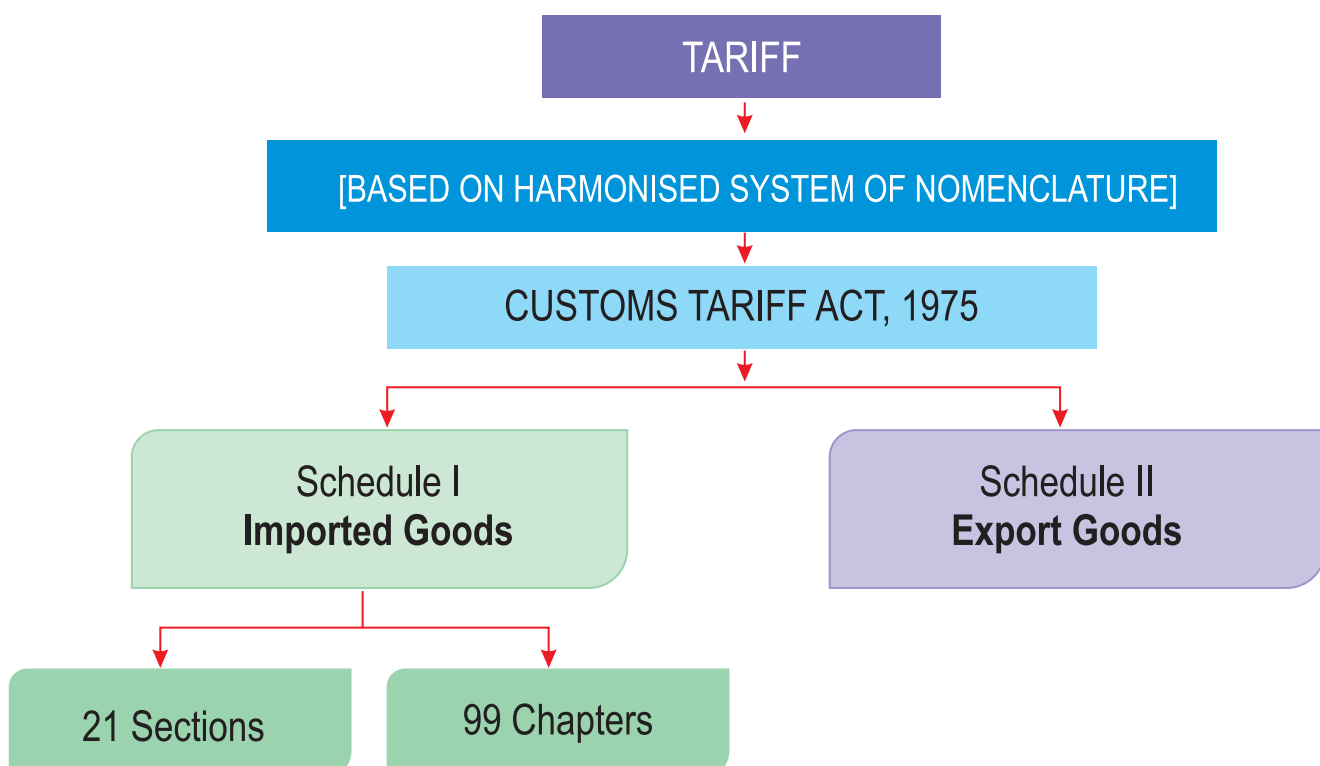 TARIFF
[BASED ON HARMONISED SYSTEM OF NOMENCLATURE]
CUSTOMS TARIFF ACT, 1975
Schedule I
Imported Goods
Schedule II
Export Goods
21 Sections
99 Chapters